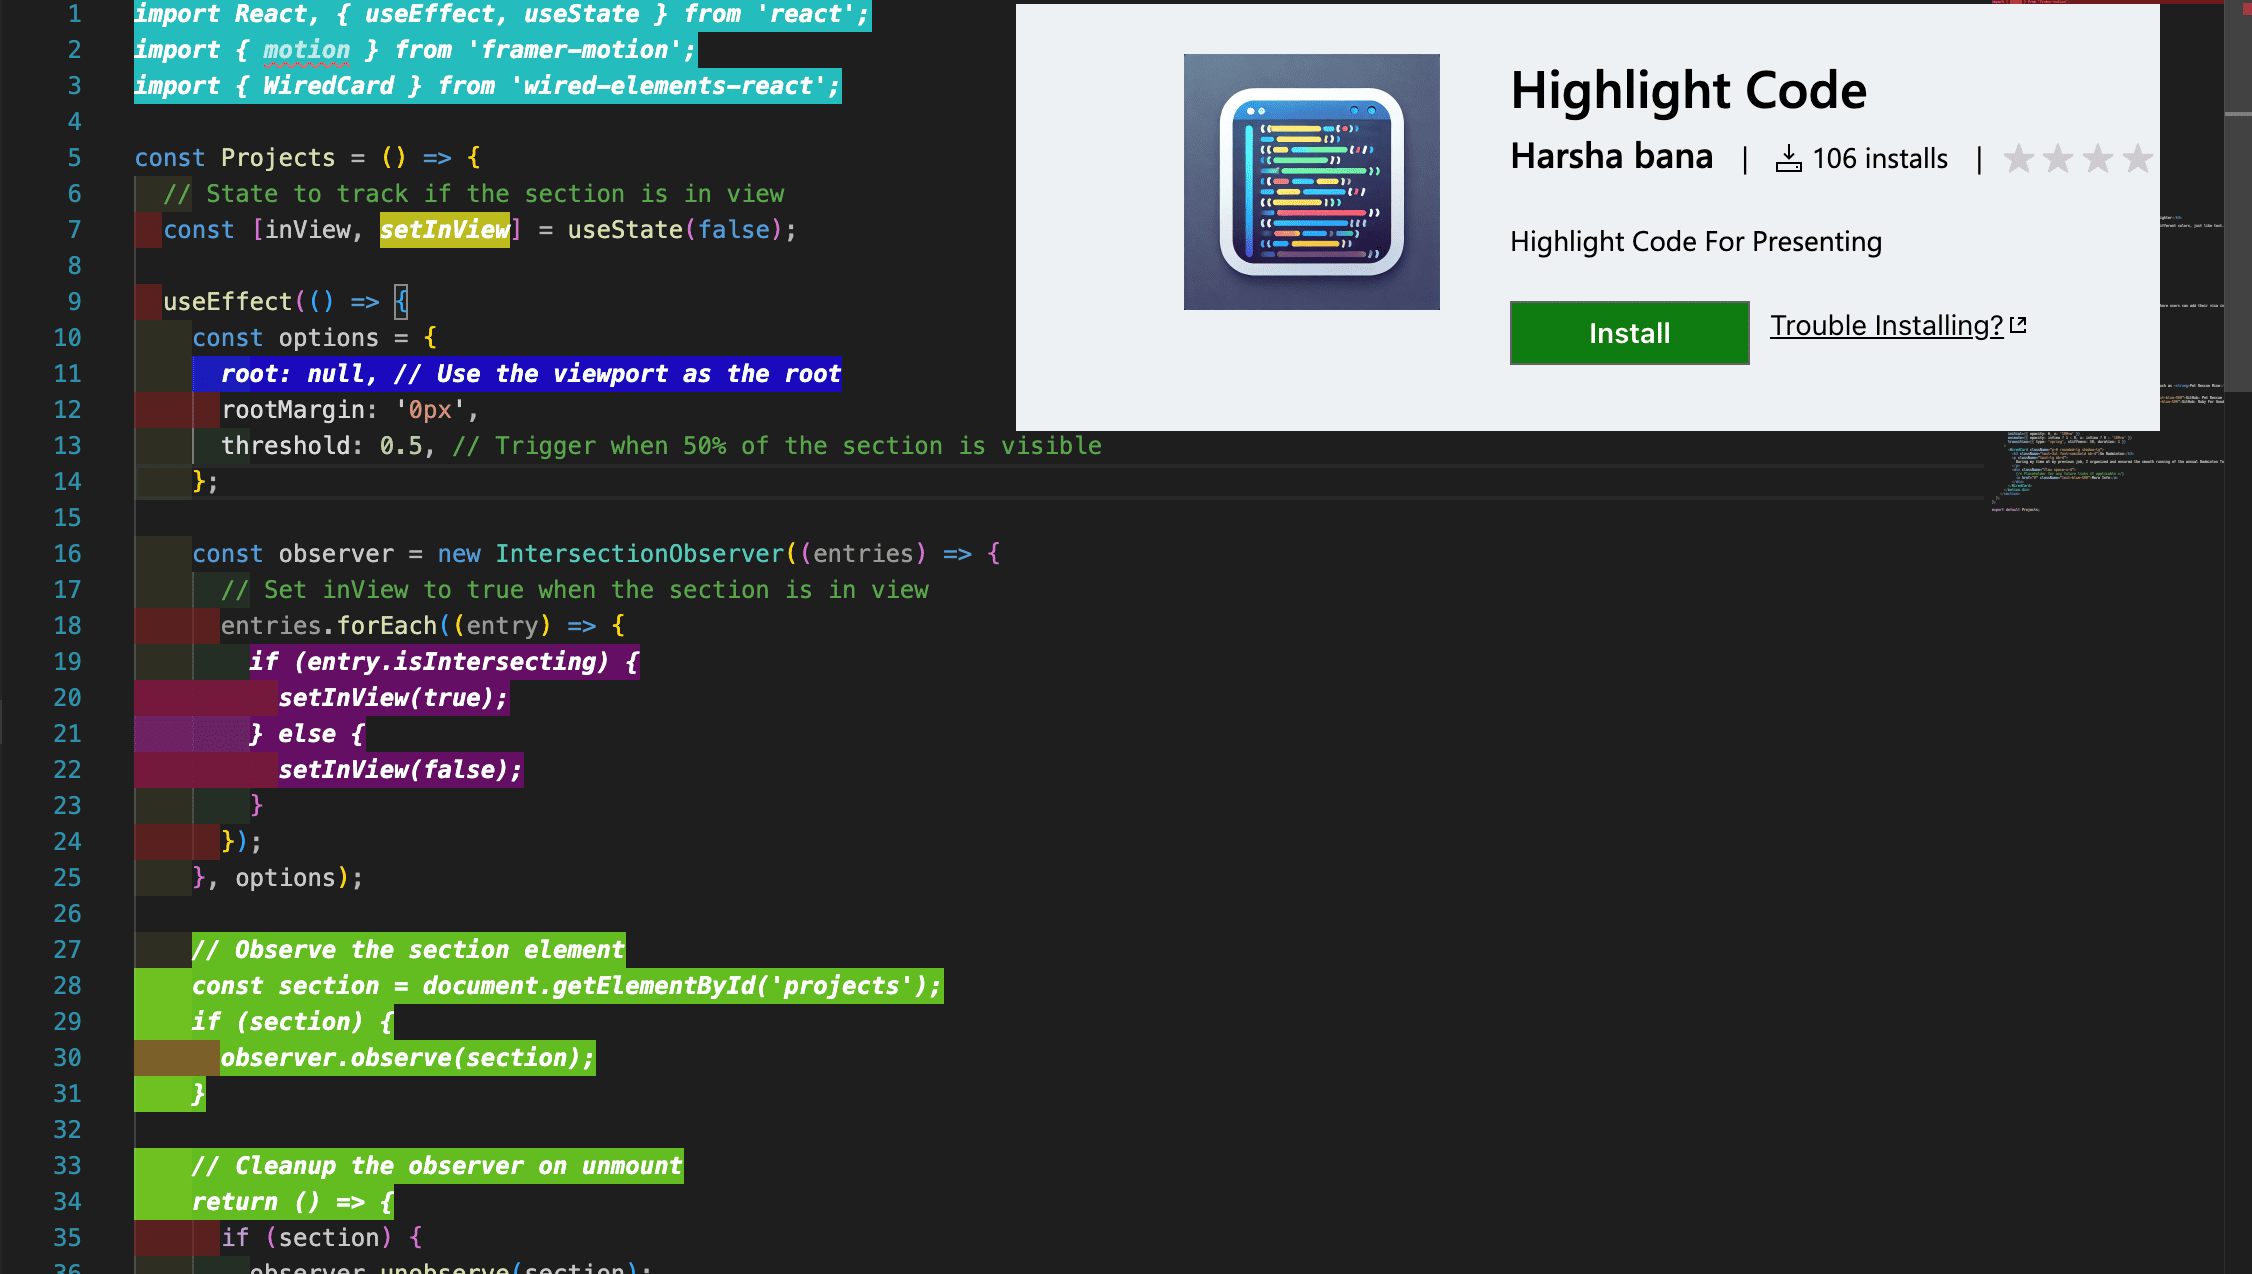 1 import React, { useEffect, useState } from 'react';
2 import { motion } from 'framer-motion';
3 import { WiredCard } from 'wired-elements-react';
4
5 const Projects = () => {
6 // State to track if the section is in view
7 const [inView, setInView] = useState(false);
8
9 useEffect(() => {
10 const options = {
11 root: null, // Use the viewport as the root
12 rootMargin: '0px',
13 threshold: 0.5, // Trigger when 50% of the section is visible
14 };
15
16 const observer = new IntersectionObserver((entries) => {
17 // Set inView to true when the section is in view
18 entries.forEach((entry) => {
19 if (entry.isIntersecting) {
20 setInView(true);
21 } else {
22 setInView(false);
23 }
24 });
25 }, options);
26
27 // Observe the section element
28 const section = document.getElementById('projects');
29 if (section) {
30 observer.observe(section);
31 }
32
33 // Cleanup the observer on unmount
34 return () => {
35 if (section) {
36 observer.unobserve(section);
Highlight Code
Harsha bana | 106 installs |
Highlight Code For Presenting
Install Trouble Installing?